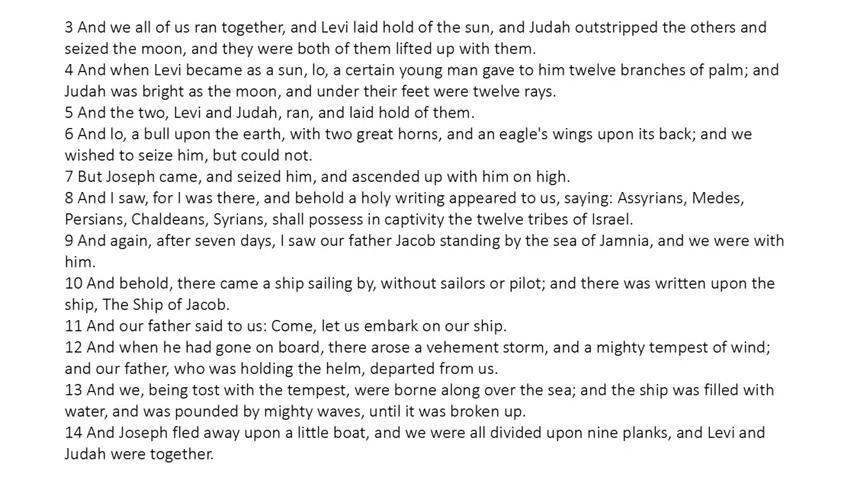 3 And we all of us ran together, and Levi laid hold of the sun, and Judah outstripped the others and
seized the moon, and they were both of them lifted up with them.
4 And when Levi became as a sun, lo, a certain young man gave to him twelve branches of palm; and
Judah was bright as the moon, and under their feet were twelve rays.
5 And the two, Levi and Judah, ran, and laid hold of them.
6 And lo, a bull upon the earth, with two great horns, and an eagle's wings upon its back; and we
wished to seize him, but could not.
7 But Joseph came, and seized him, and ascended up with him on high.
8 And I saw, for I was there, and behold a holy writing appeared to us, saying: Assyrians, Medes,
Persians, Chaldeans, Syrians, shall possess in captivity the twelve tribes of Israel.
9 And again, after seven days, I saw our father Jacob standing by the sea of Jamnia, and we were with
him.
10 And behold, there came a ship sailing by, without sailors or pilot; and there was written upon the
ship, The Ship of Jacob.
11 And our father said to us: Come, let us embark on our ship.
12 And when he had gone on board, there arose a vehement storm, and a mighty tempest of wind;
and our father, who was holding the helm, departed from us.
13 And we, being tost with the tempest, were borne along over the sea; and the ship was filled with
water, and was pounded by mighty waves, until it was broken up.
14 And Joseph fled away upon a little boat, and we were all divided upon nine planks, and Levi and
Judah were together.